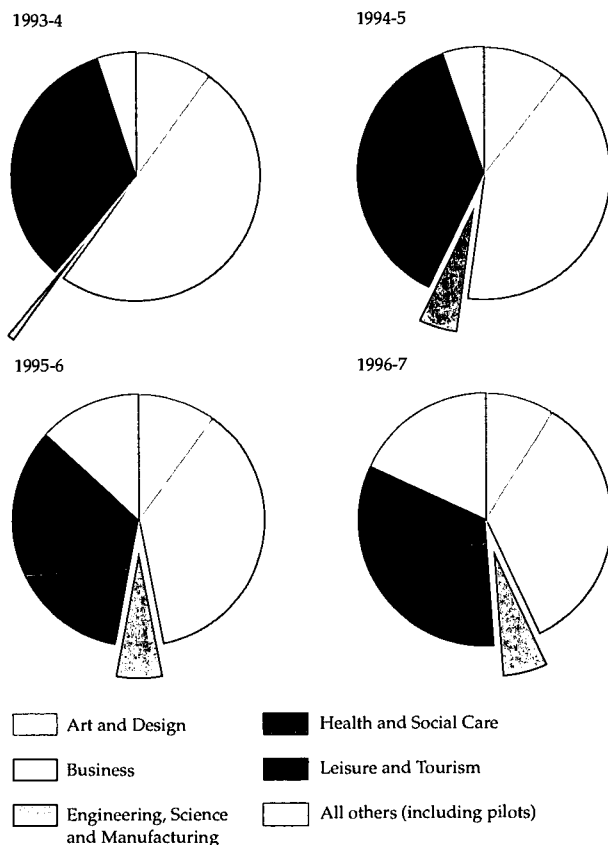 1993-4
1994-5
1995-6
1996-7
Art and Design
Business
Engineering, Science
and Manufacturing
Health and Social Care
Leisure and Tourism
All others (including pilots)